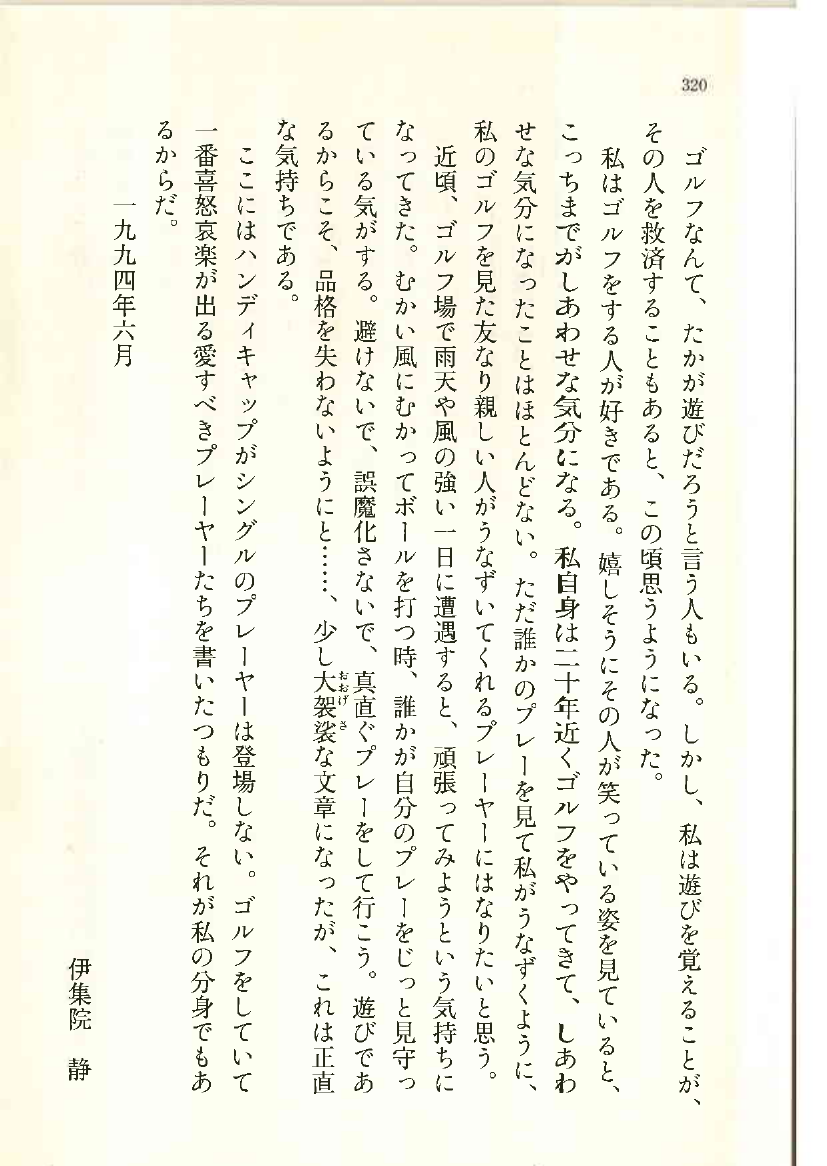 320
ゴルフなんて、たかが遊びだろうと言う人もいる。しかし、私は遊びを覚えることが、
その人を救済することもあると、この頃思うようになった。
私はゴルフをする人が好きである。嬉しそうにその人が笑っている姿を見ていると、
こっちまでがしあわせな気分になる。私自身は二十年近くゴルフをやってきて、しあわ
せな気分になったことはほとんどない。ただ誰かのプレーを見て私がうなずくように、
私のゴルフを見た友なり親しい人がうなずいてくれるプレーヤーにはなりたいと思う。
近頃、ゴルフ場で雨天や風の強い一日に遭遇すると、頑張ってみようという気持ちに
なってきた。むかい風にむかってボールを打つ時、誰かが自分のプレーをじっと見守っ
ている気がする。避けないで、誤魔化さないで、真直ぐプレーをして行こう。遊びであ
るからこそ、品格を失わないようにと……、少し大袈裟な文章になったが、これは正直
おおげさ
な気持ちである。
ここにはハンディキャップがシングルのプレーヤーは登場しない。ゴルフをしていて
一番喜怒哀楽が出る愛すべきプレーヤーたちを書いたつもりだ。それが私の分身でもあ
るからだ。
一九九四年六月
伊集院　静